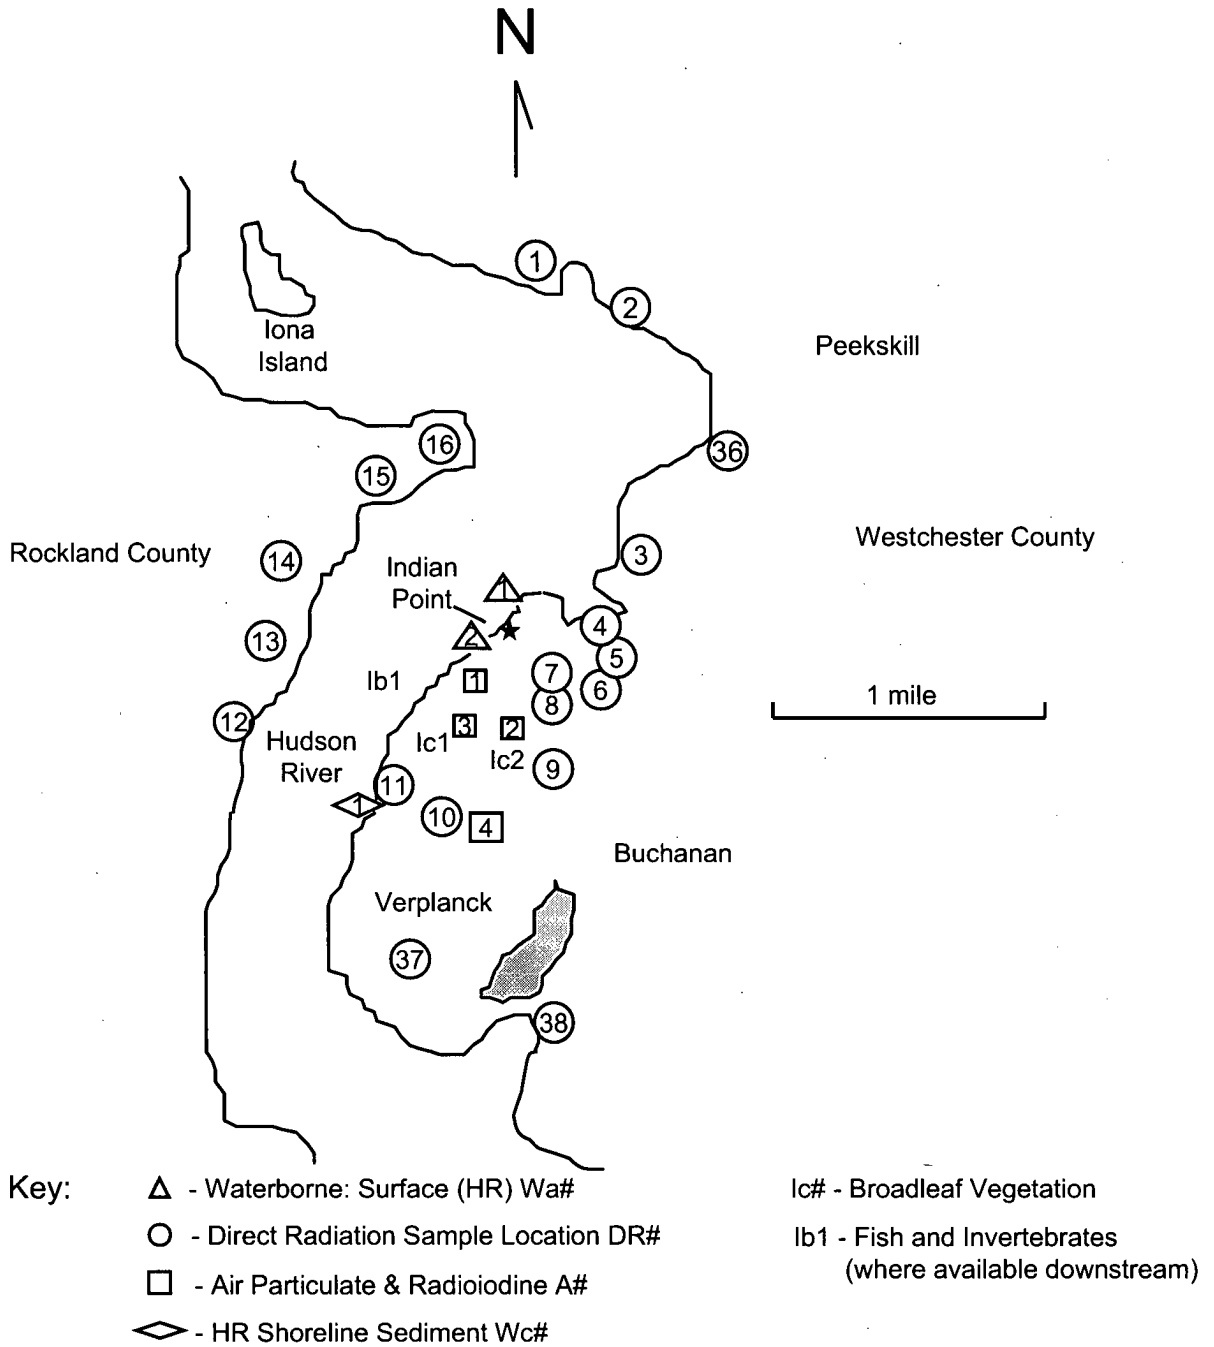 N
1
2
Iona
Island
Peekskill
16
36
15
Rockland County
14
Indian
Point
1
3
Westchester County
2
4
13
5
Ib1
1
7
6
8
1 mile
12
Hudson
River
Ic1
3
2
Ic2
9
11
1
10
4
Buchanan
Verplanck
37
38
Key:
- Waterborne: Surface (HR) Wa#
- Direct Radiation Sample Location DR#
- Air Particulate & Radioiodine A#
- HR Shoreline Sediment Wc#
Ic# - Broadleaf Vegetation
Ib1 - Fish and Invertebrates
(where available downstream)